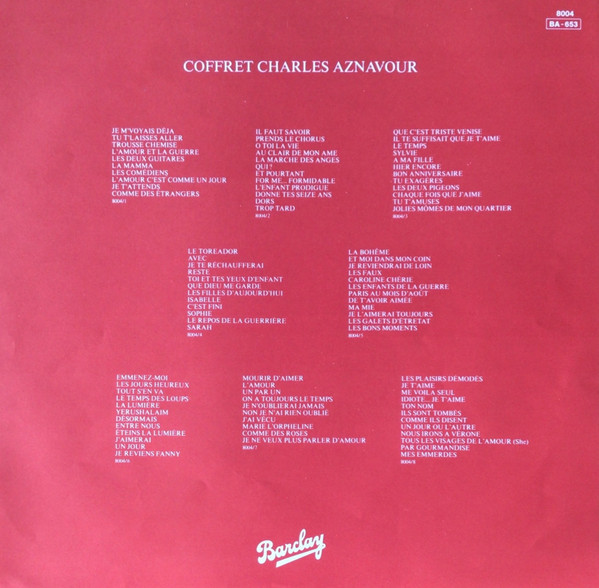 8004
BA - 653
COFFRET CHARLES AZNAVOUR
JE M'VOYAIS DÉJA
TU T'LAISSES ALLER
TROUSSE CHEMISE
L'AMOUR ET LA GUERRE
LES DEUX GUITARES
LA MAMMA
LES COMÉDIENS
L'AMOUR C'EST COMME UN JOUR
JE T'ATTENDS
COMME DES ÉTRANGERS
8004/1
IL FAUT SAVOIR
PRENDS LE CHORUS
O TOI LA VIE
AU CLAIR DE MON AME
LA MARCHE DES ANGES
QUI ?
ET POURTANT
FOR ME... FORMIDABLE
L'ENFANT PRODIGUE
DONNE TES SEIZE ANS
DORS
TROP TARD
8004/2
QUE C'EST TRISTE VENISE
IL TE SUFFISAIT QUE JE T'AIME
LE TEMPS
SYLVIE
A MA FILLE
HIER ENCORE
BON ANNIVERSAIRE
TU EXAGÈRES
LES DEUX PIGEONS
CHAQUE FOIS QUE J'AIME
TU T'AMUSES
JOLIES MÔMES DE MON QUARTIER
8004/3
LE TOREADOR
AVEC
JE TE RÉCHAUFFERAI
RESTE
TOI ET TES YEUX D'ENFANT
QUE DIEU ME GARDE
LES FILLES D'AUJOURD'HUI
ISABELLE
C'EST FINI
SOPHIE
LE REPOS DE LA GUERRIÈRE
SARAH
8004/4
LA BOHÈME
ET MOI DANS MON COIN
JE REVIENDRAI DE LOIN
LES FAUX
CAROLINE CHÉRIE
LES ENFANTS DE LA GUERRE
PARIS AU MOIS D'AOÛT
DE T'AVOIR AIMÉE
MA MIE
JE L'AIMERAI TOUJOURS
LES GALETS D'ÉTRETAT
LES BONS MOMENTS
8004/5
EMMENEZ-MOI
LES JOURS HEUREUX
TOUT S'EN VA
LE TEMPS DES LOUPS
LA LUMIÈRE
YERUSHALAIM
DÉSORMAIS
ENTRE NOUS
ÉTEINS LA LUMIÈRE
J'AIMERAI
UN JOUR
JE REVIENS FANNY
8004/6
MOURIR D'AIMER
L'AMOUR
UN PAR UN
ON A TOUJOURS LE TEMPS
JE N'OUBLIERAI JAMAIS
NON JE N'AI RIEN OUBLIÉ
J'AI VÉCU
MARIE L'ORPHELINE
COMME DES ROSES
JE NE VEUX PLUS PARLER D'AMOUR
8004/7
LES PLAISIRS DÉMODÉS
JE T'AIME
ME VOILA SEUL
IDIOTE... JE T'AIME
TON NOM
ILS SONT TOMBÉS
COMME ILS DISENT
UN JOUR OU L'AUTRE
NOUS IRONS A VÉRONE
TOUS LES VISAGES DE L'AMOUR (She)
PAR GOURMANDISE
MES EMMERDES
8004/8
Barclay